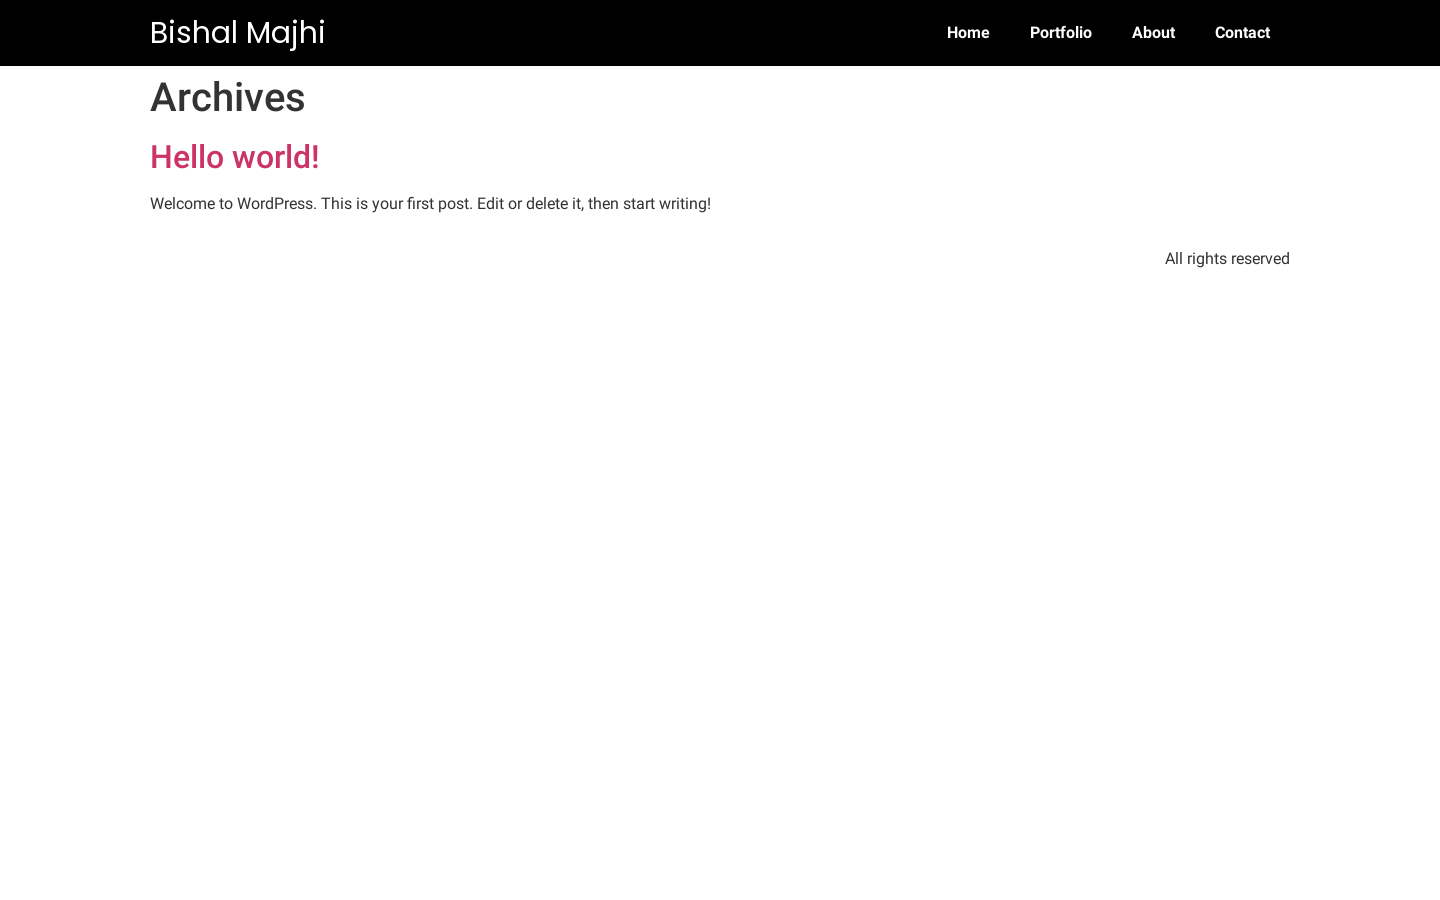 Bishal Majhi
Home Portfolio About Contact
Archives
Hello world!
Welcome to WordPress. This is your first post. Edit or delete it, then start writing!
All rights reserved